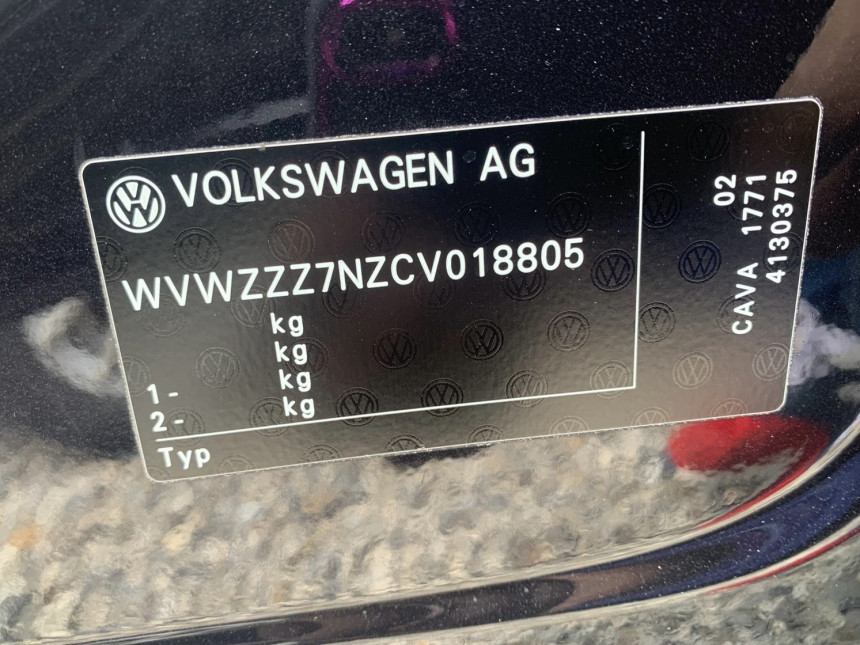 VOLKSWAGEN AG
WVWZZZ7NZCV018805
kg
kg
1- kg
2- kg
Typ
02
CAVA 1771
4130375